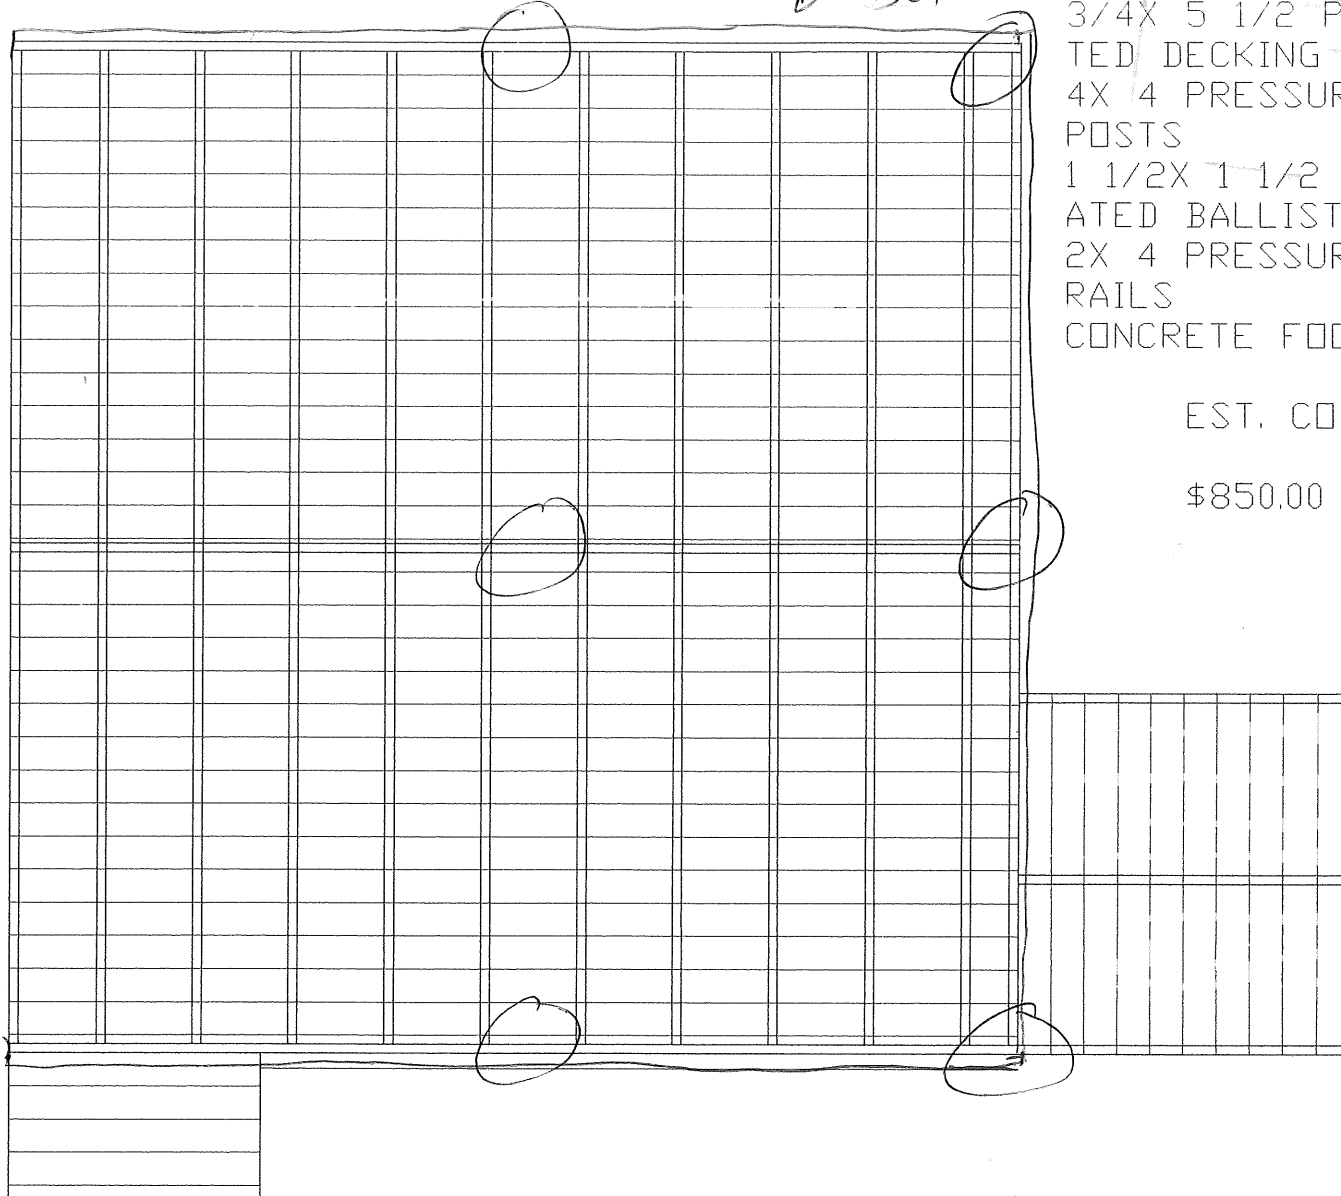 3/4X 5 1/2 P
TED DECKING
4X 4 PRESSUR
POSTS
1 1/2X 1 1/2
ATED BALLIST
2X 4 PRESSUR
RAILS
CONCRETE FOO
EST. CO
$850.00